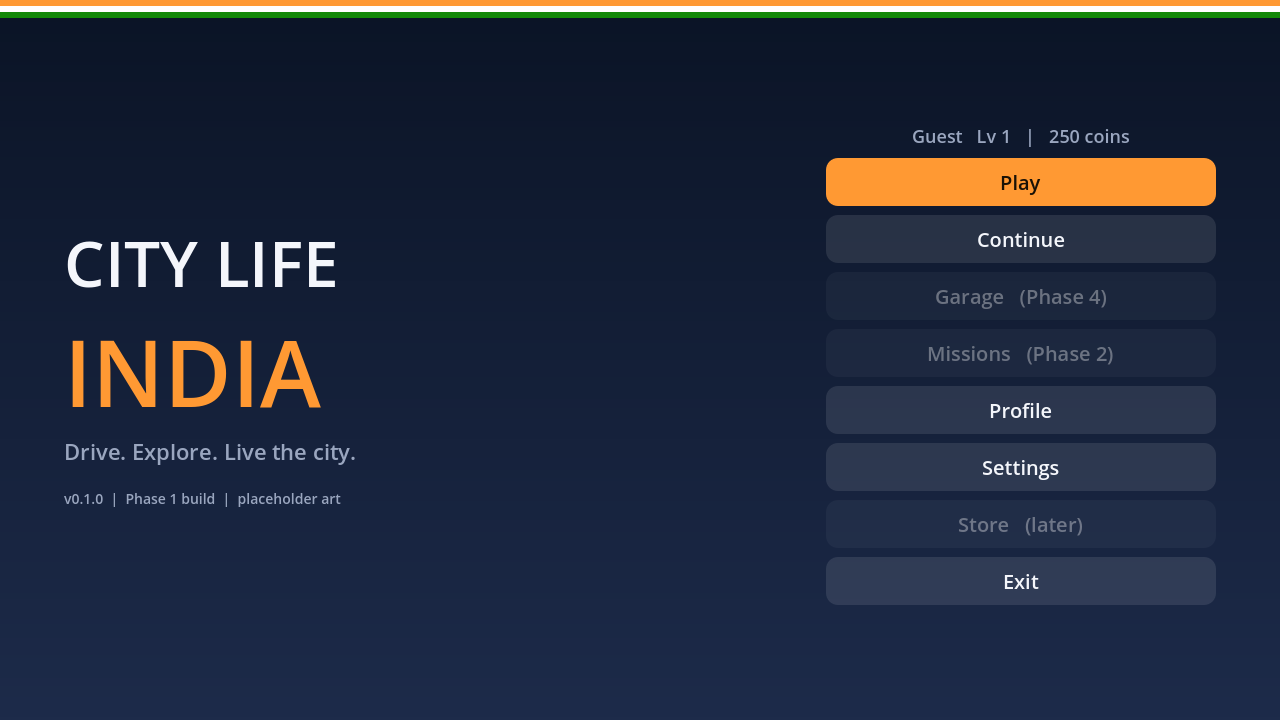 CITY LIFE
INDIA
Drive. Explore. Live the city.
v0.1.0 | Phase 1 build | placeholder art
Guest Lv 1 | 250 coins
Play
Continue
Garage (Phase 4)
Missions (Phase 2)
Profile
Settings
Store (later)
Exit